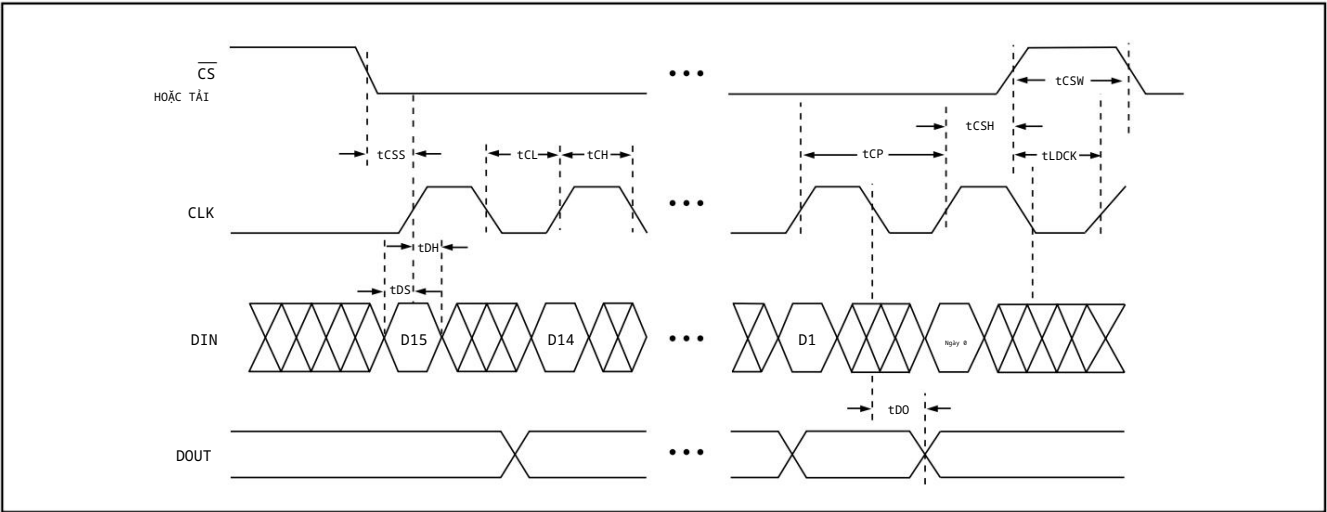 CS
HOẶC TẢI
tCSW
tCSH
tCSS
tCL
tCH
tCP
tLDCK
CLK
tDH
tDS
DIN
D15
D14
D1
Ngày 0
tDO
DOUT